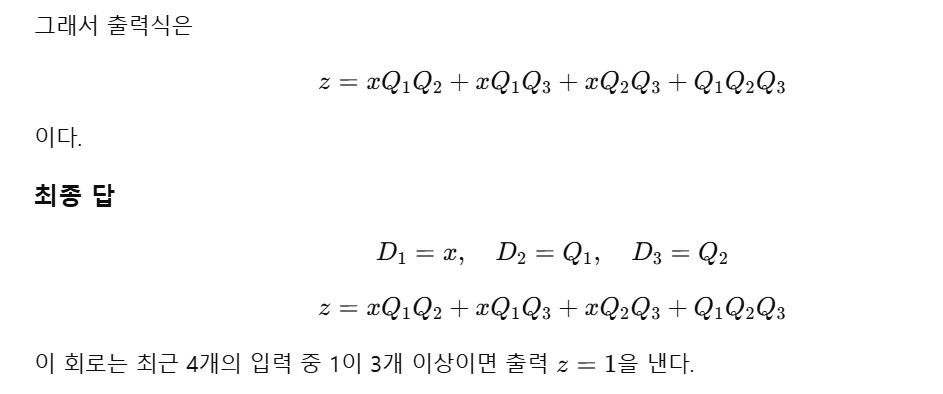 그래서 출력식은
z = xQ₁Q₂ + xQ₁Q₃ + xQ₂Q₃ + Q₁Q₂Q₃
이다.
최종 답
D₁ = x, D₂ = Q₁, D₃ = Q₂
z = xQ₁Q₂ + xQ₁Q₃ + xQ₂Q₃ + Q₁Q₂Q₃
이 회로는 최근 4개의 입력 중 1이 3개 이상이면 출력 z = 1을 낸다.